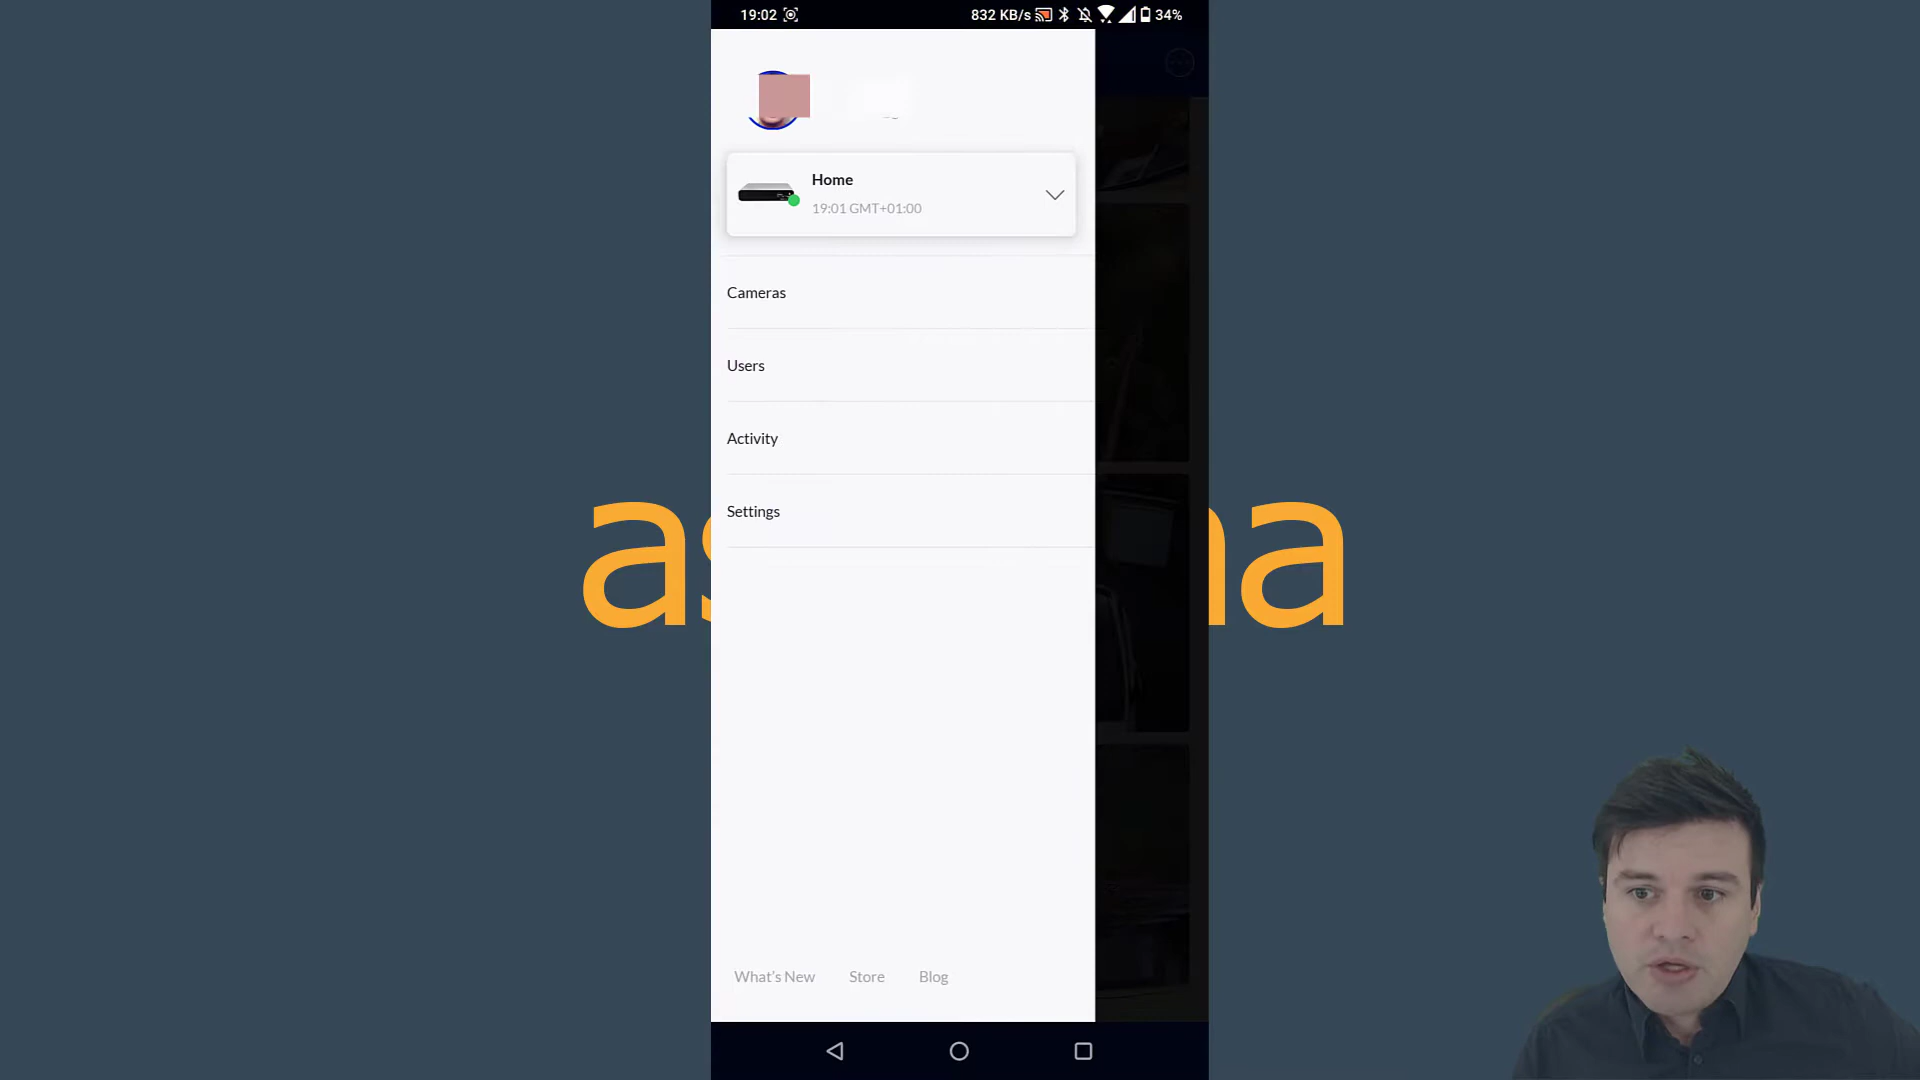 19:02 832 KB/s 34%
Home
19:01 GMT+01:00
Cameras
Users
Activity
Settings
What's New Store Blog